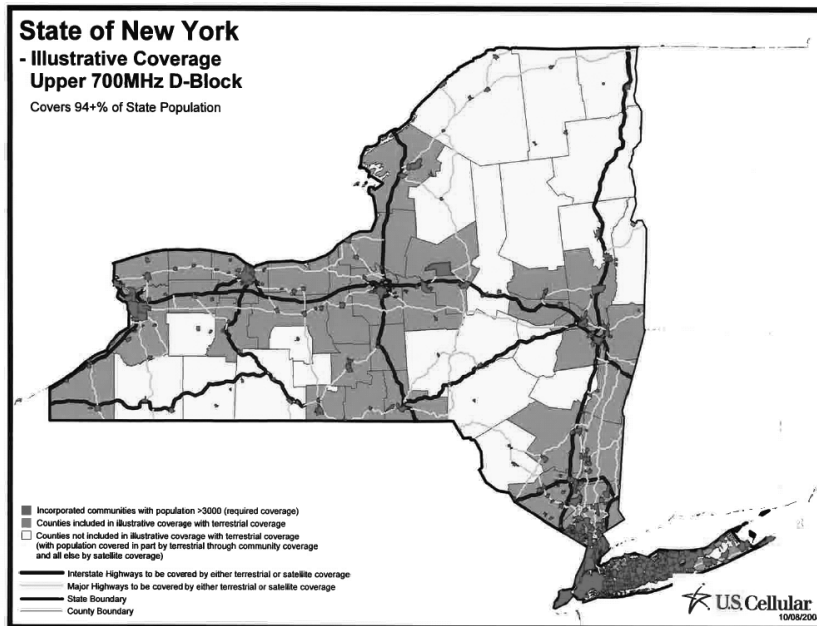 State of New York
- Illustrative Coverage
Upper 700MHz D-Block
Covers 94+% of State Population
Incorporated communities with population >3000 (required coverage)
Counties included in illustrative coverage with terrestrial coverage
Counties not included in illustrative coverage with terrestrial coverage
(with population covered in part by terrestrial through community coverage
and all else by satellite coverage)
Interstate Highways to be covered by either terrestrial or satellite coverage
Major Highways to be covered by either terrestrial or satellite coverage
State Boundary
County Boundary
U.S. Cellular